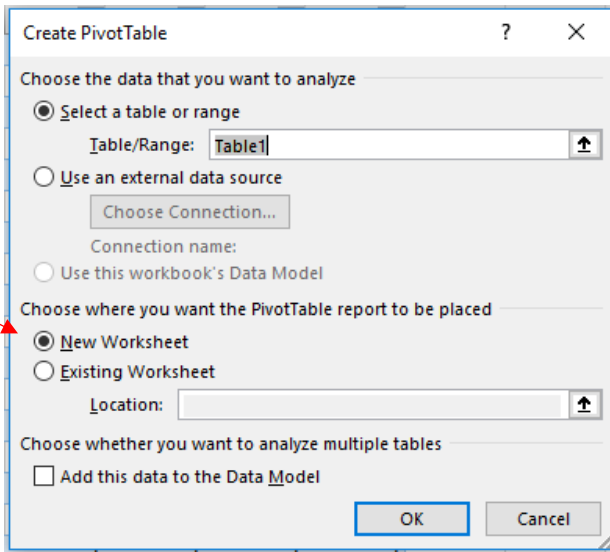 Create PivotTable ?
Choose the data that you want to analyze
Select a table or range
Table/Range: Table1
Use an external data source
Choose Connection...
Connection name:
Use this workbook's Data Model
Choose where you want the PivotTable report to be placed
New Worksheet
Existing Worksheet
Location:
Choose whether you want to analyze multiple tables
Add this data to the Data Model
OK Cancel